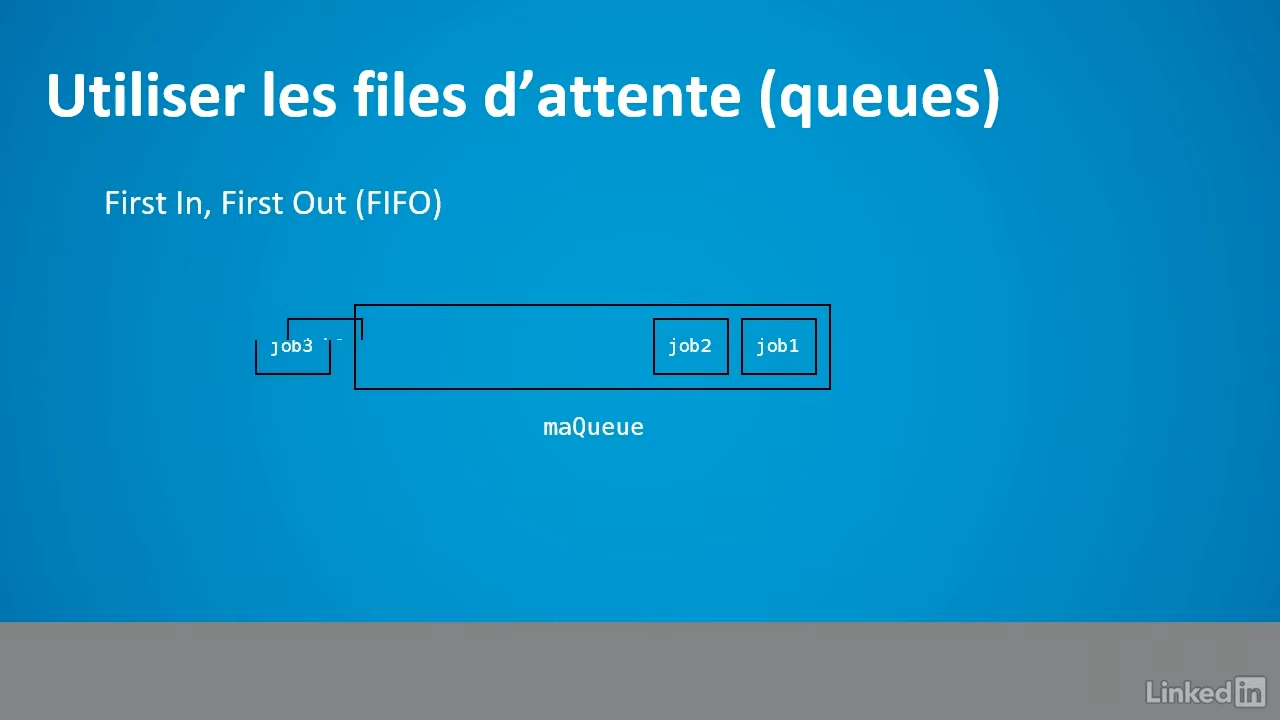 Utiliser les files d’attente (queues)
First In, First Out (FIFO)
job3 job2 job1
maQueue
Linked in